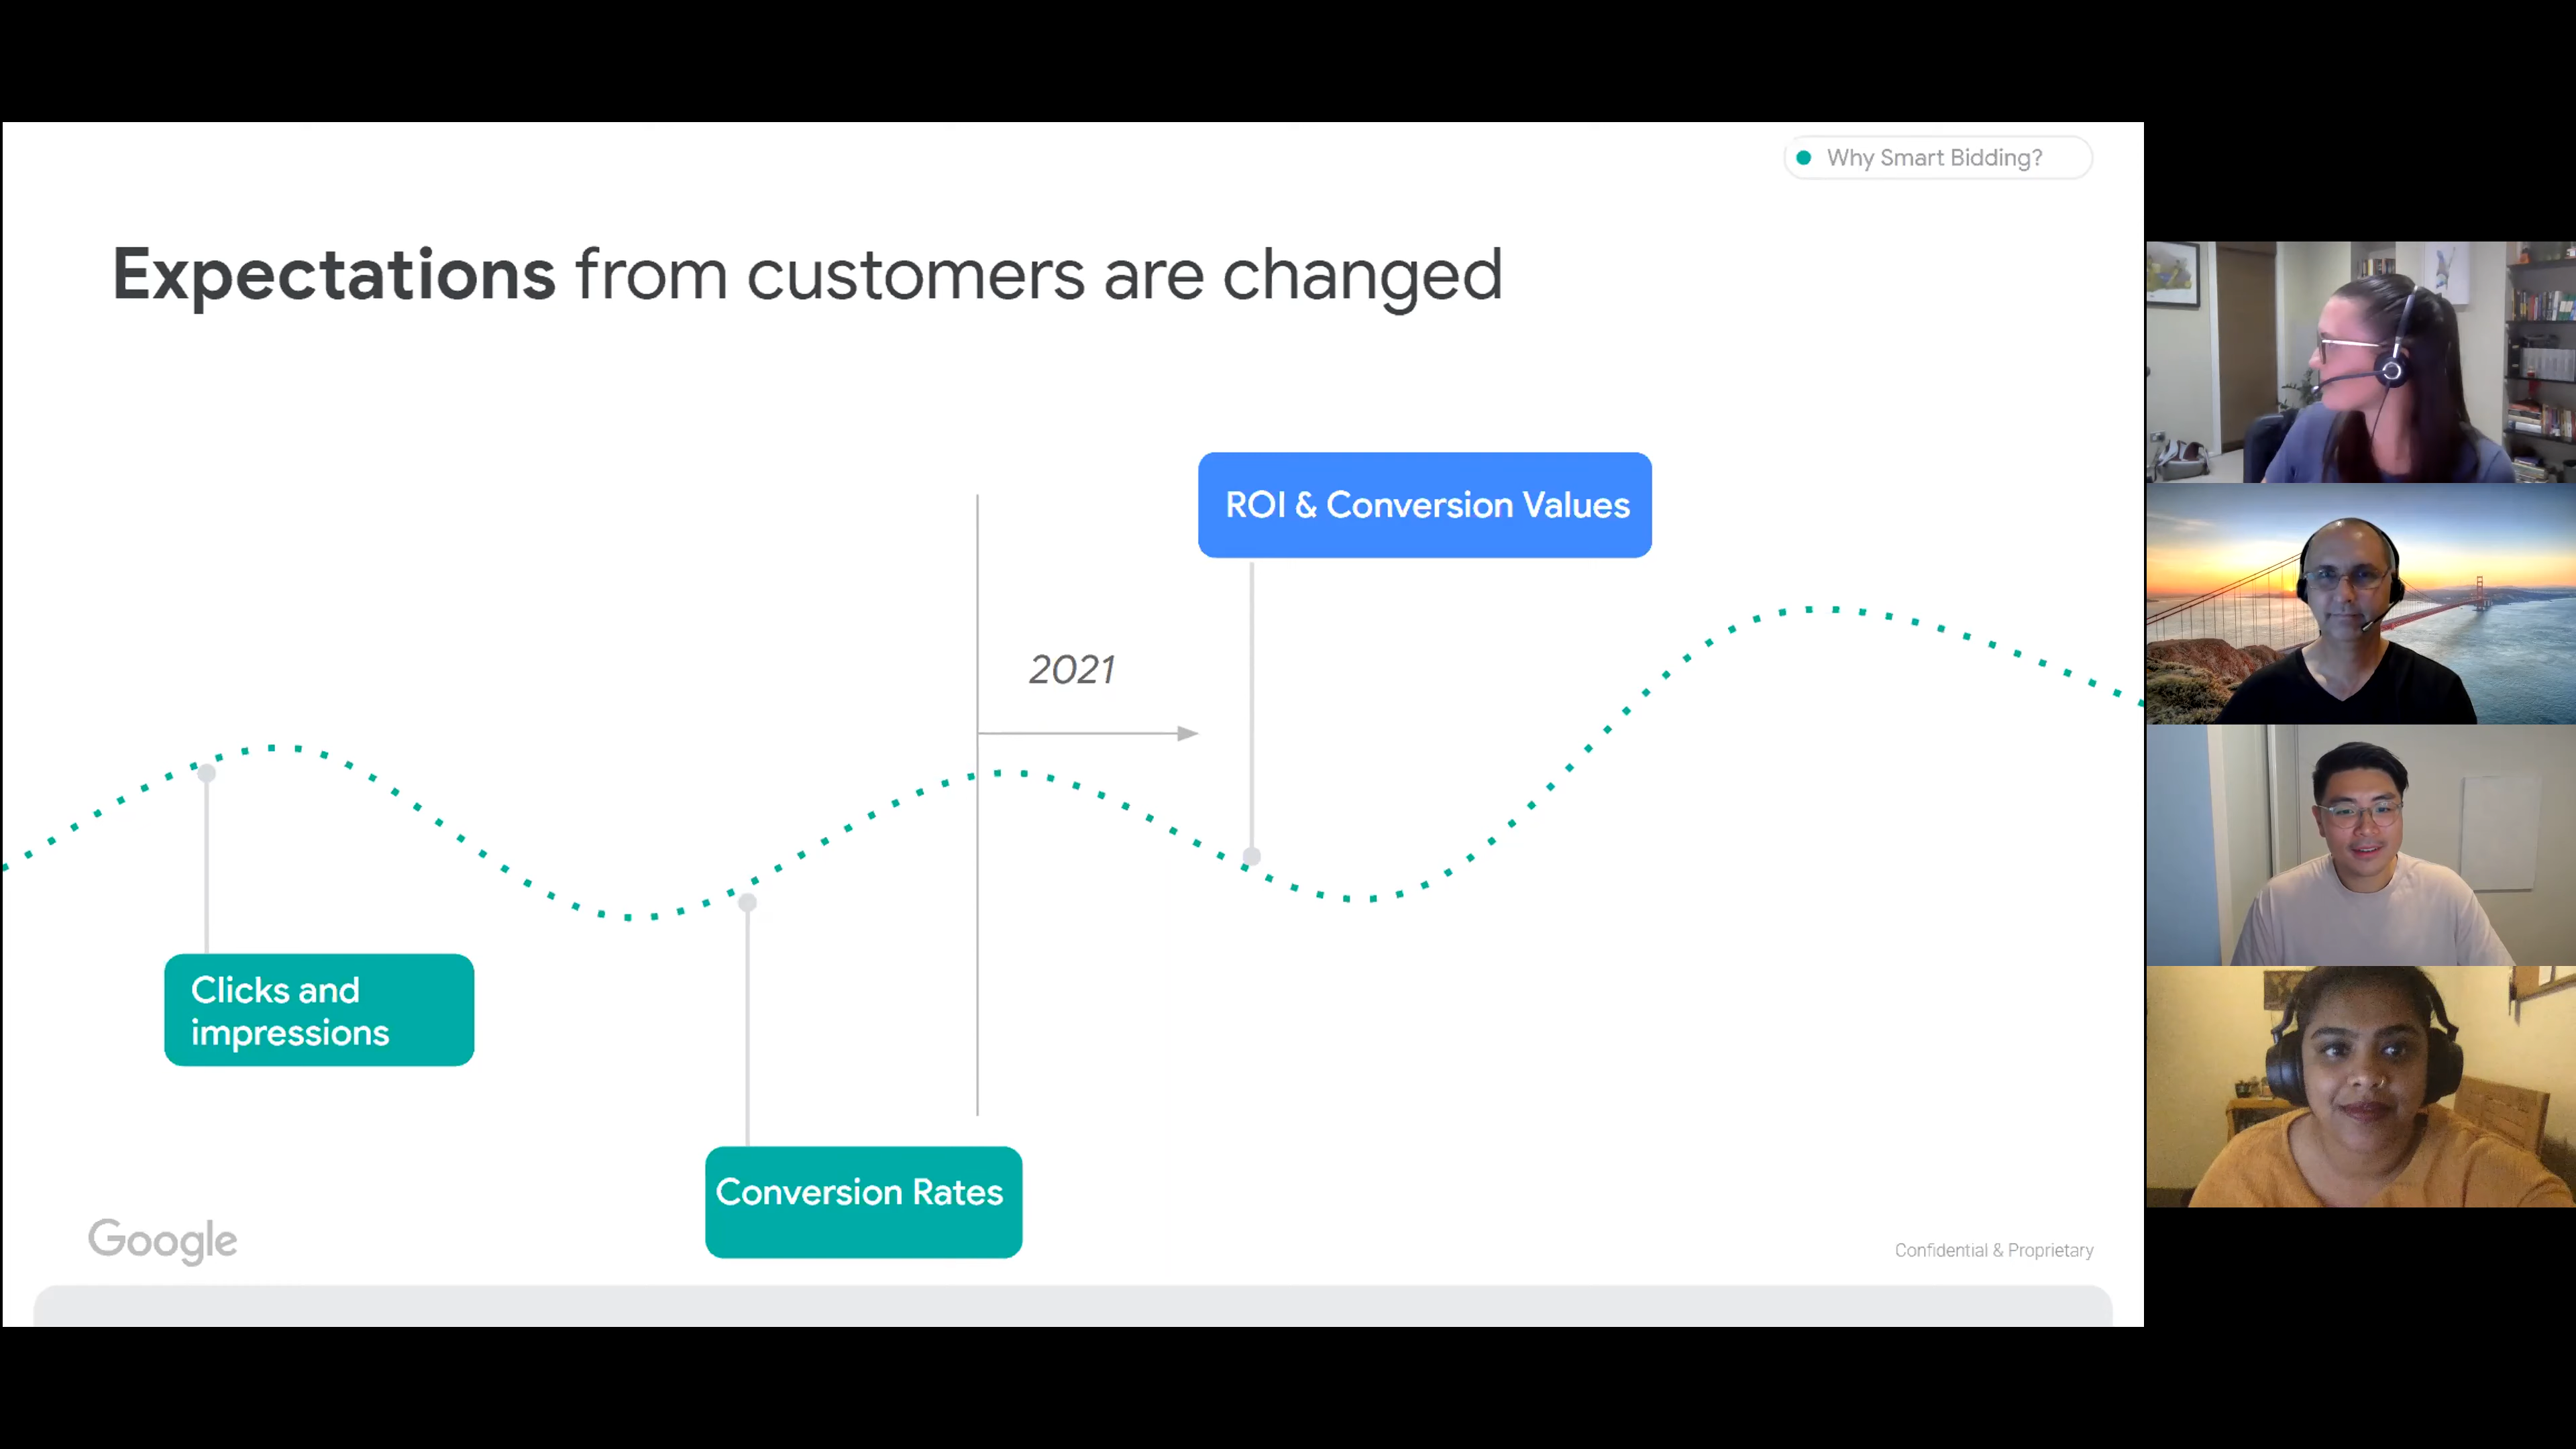 Why Smart Bidding?
Expectations from customers are changed
ROI & Conversion Values
2021
Clicks and
impressions
Conversion Rates
Google
Confidential & Proprietary